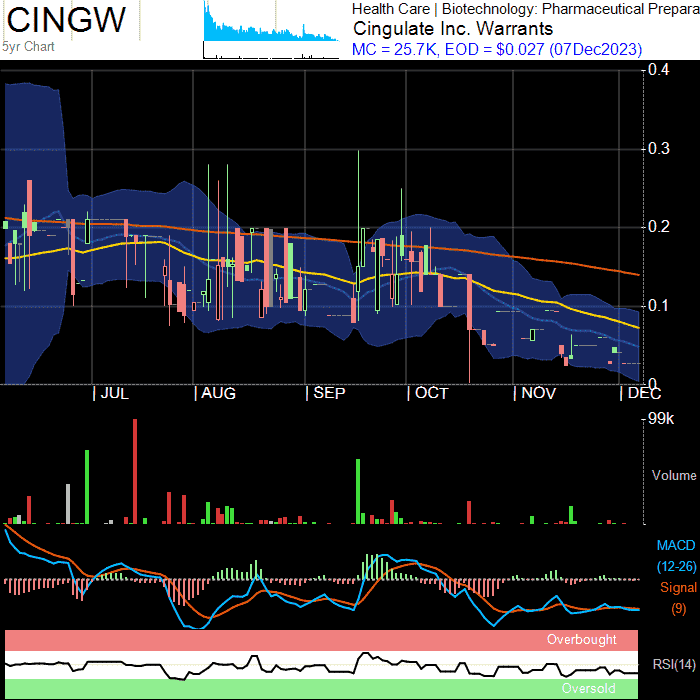 CINGW
5yr Chart
Health Care | Biotechnology: Pharmaceutical Prepara
Cingulate Inc. Warrants
MC = 25.7K, EOD = $0.027 (07Dec2023)
0.4
0.3
0.2
0.1
0
JUL
AUG
SEP
OCT
NOV
DEC
99k
Volume
MACD
(12-26)
Signal
(9)
Overbought
RSI(14)
Oversold